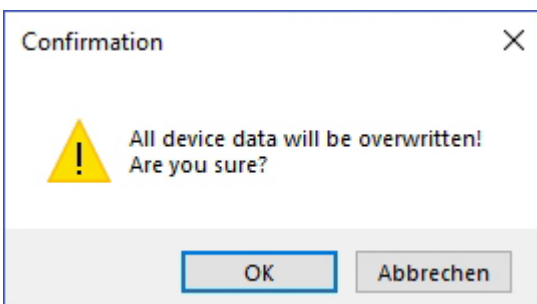 Confirmation
All device data will be overwritten!
Are you sure?
OK
Abbrechen